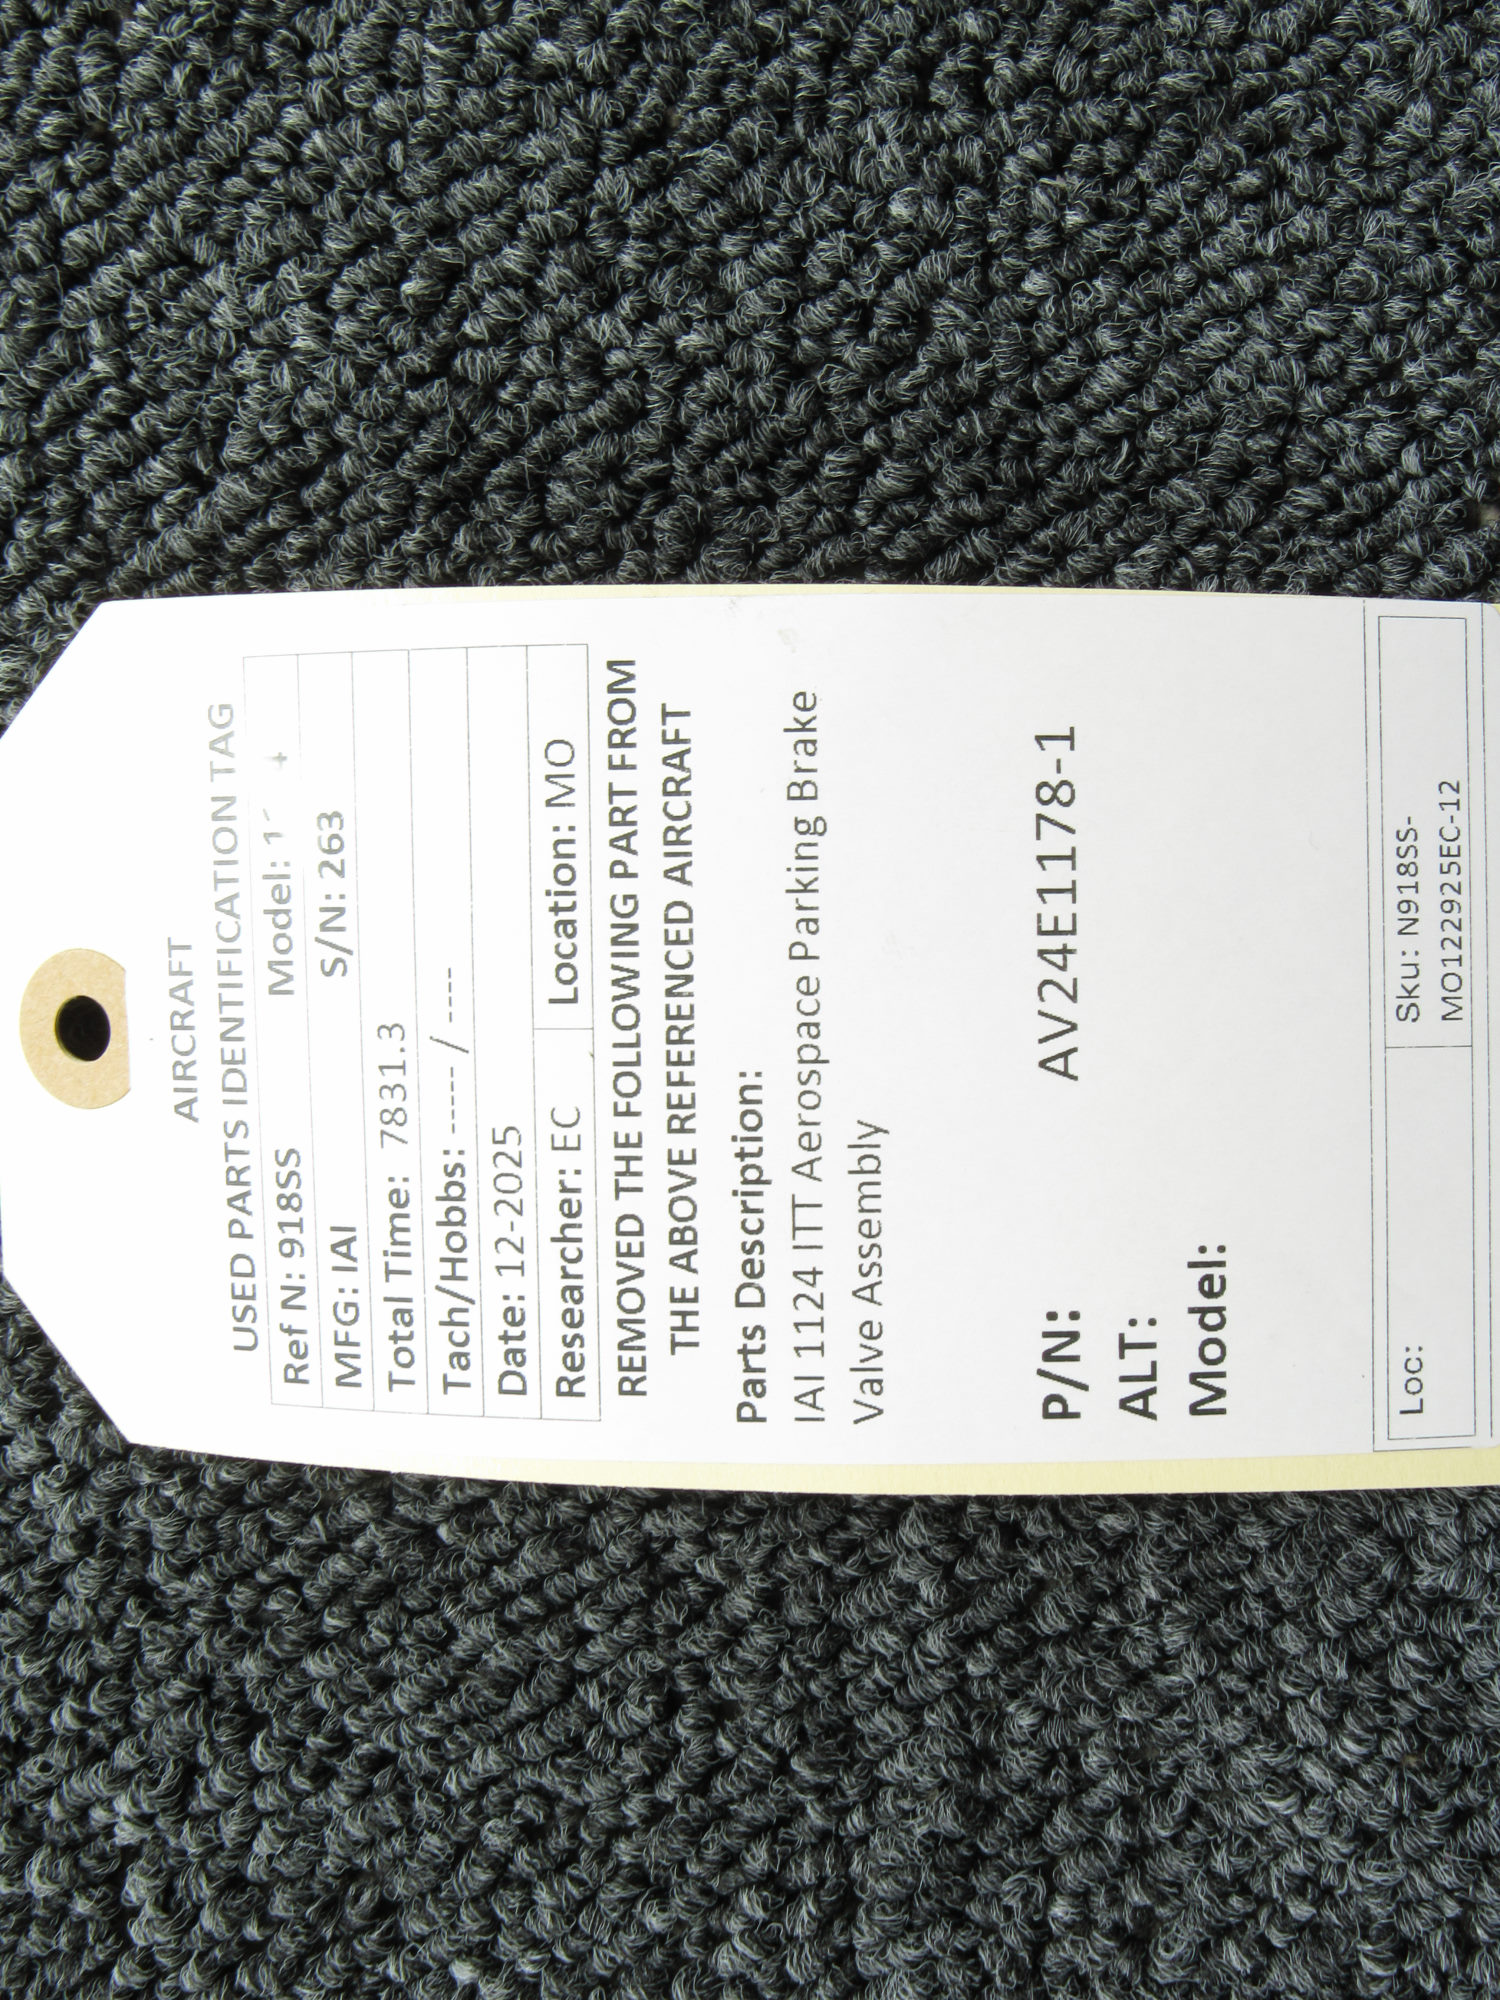 AIRCRAFT
USED PARTS IDENTIFICATION TAG
Ref N: 918SS Model:
MFG: IAI S/N: 263
Total Time: 7831.3
Tach/Hobbs: ----- / ----
Date: 12-2025
Researcher: EC Location: MO
REMOVED THE FOLLOWING PART FROM
THE ABOVE REFERENCED AIRCRAFT
Parts Description:
IAI 1124 ITT Aerospace Parking Brake
Valve Assembly
P/N: AV24E1178-1
ALT:
Model:
Loc: Sku: N918SS-
MO122925EC-12